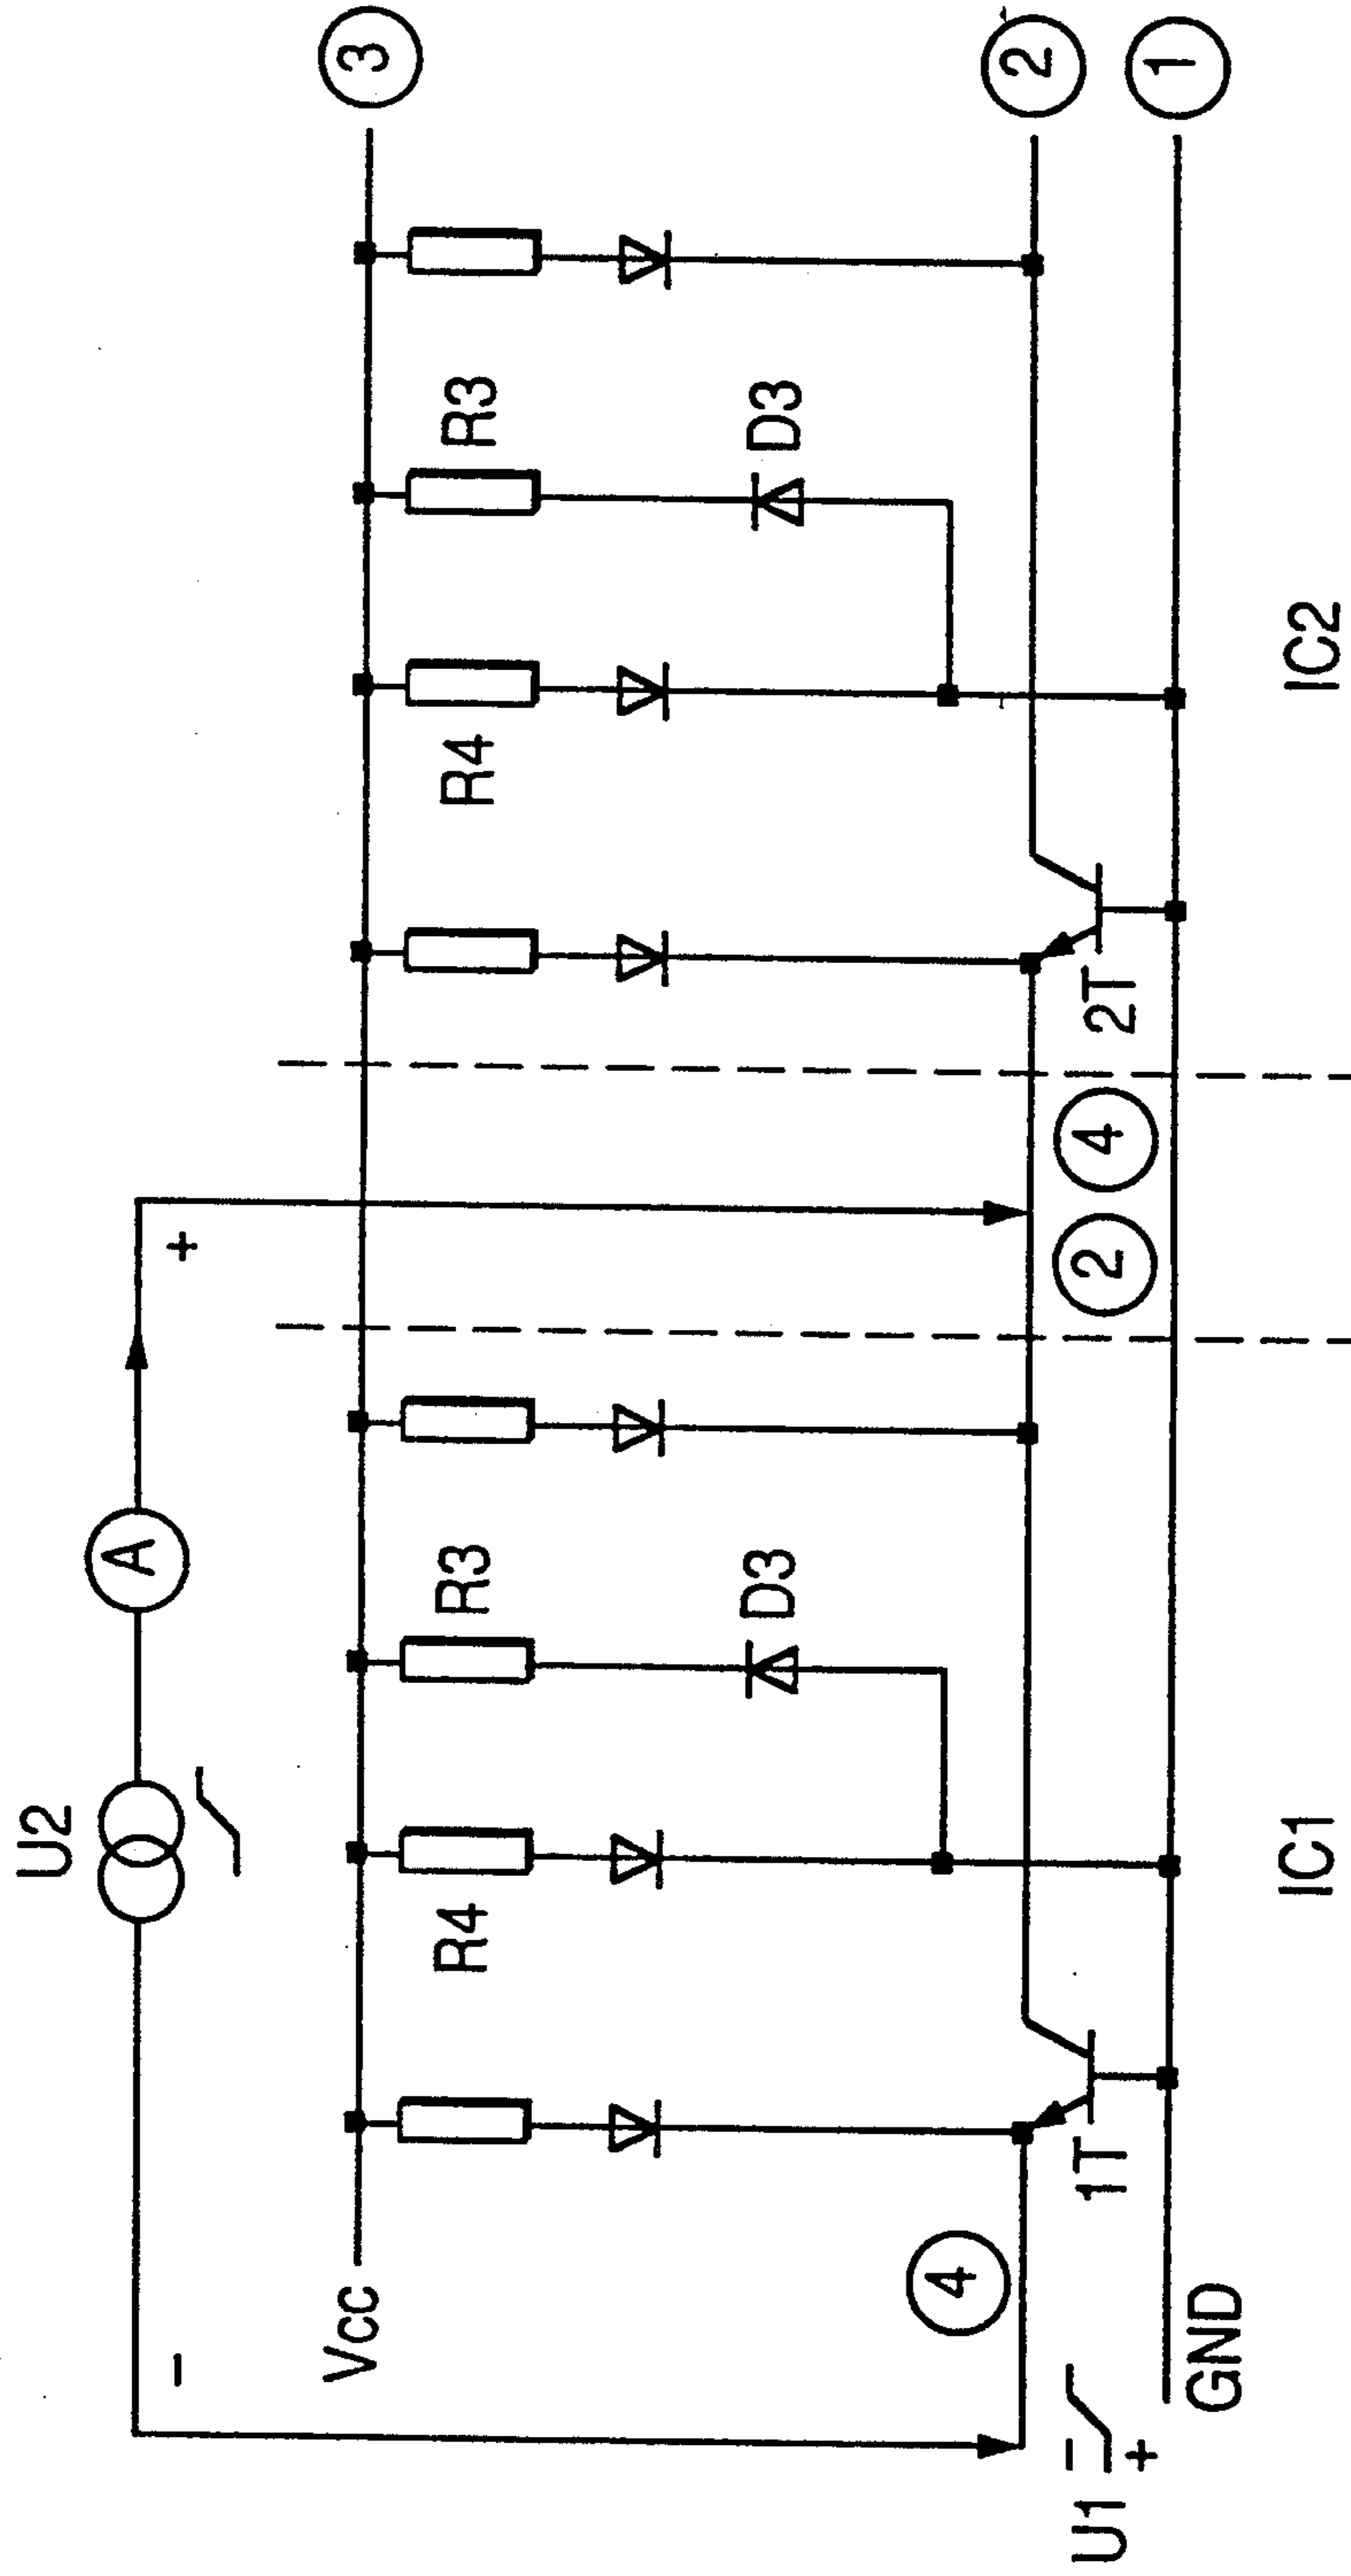 U2
A
-
+
Vcc
R4
R3
R4
R3
3
D3
D3
4
2
4
2
1T
2T
1
U1
-
+
GND
IC1
IC2